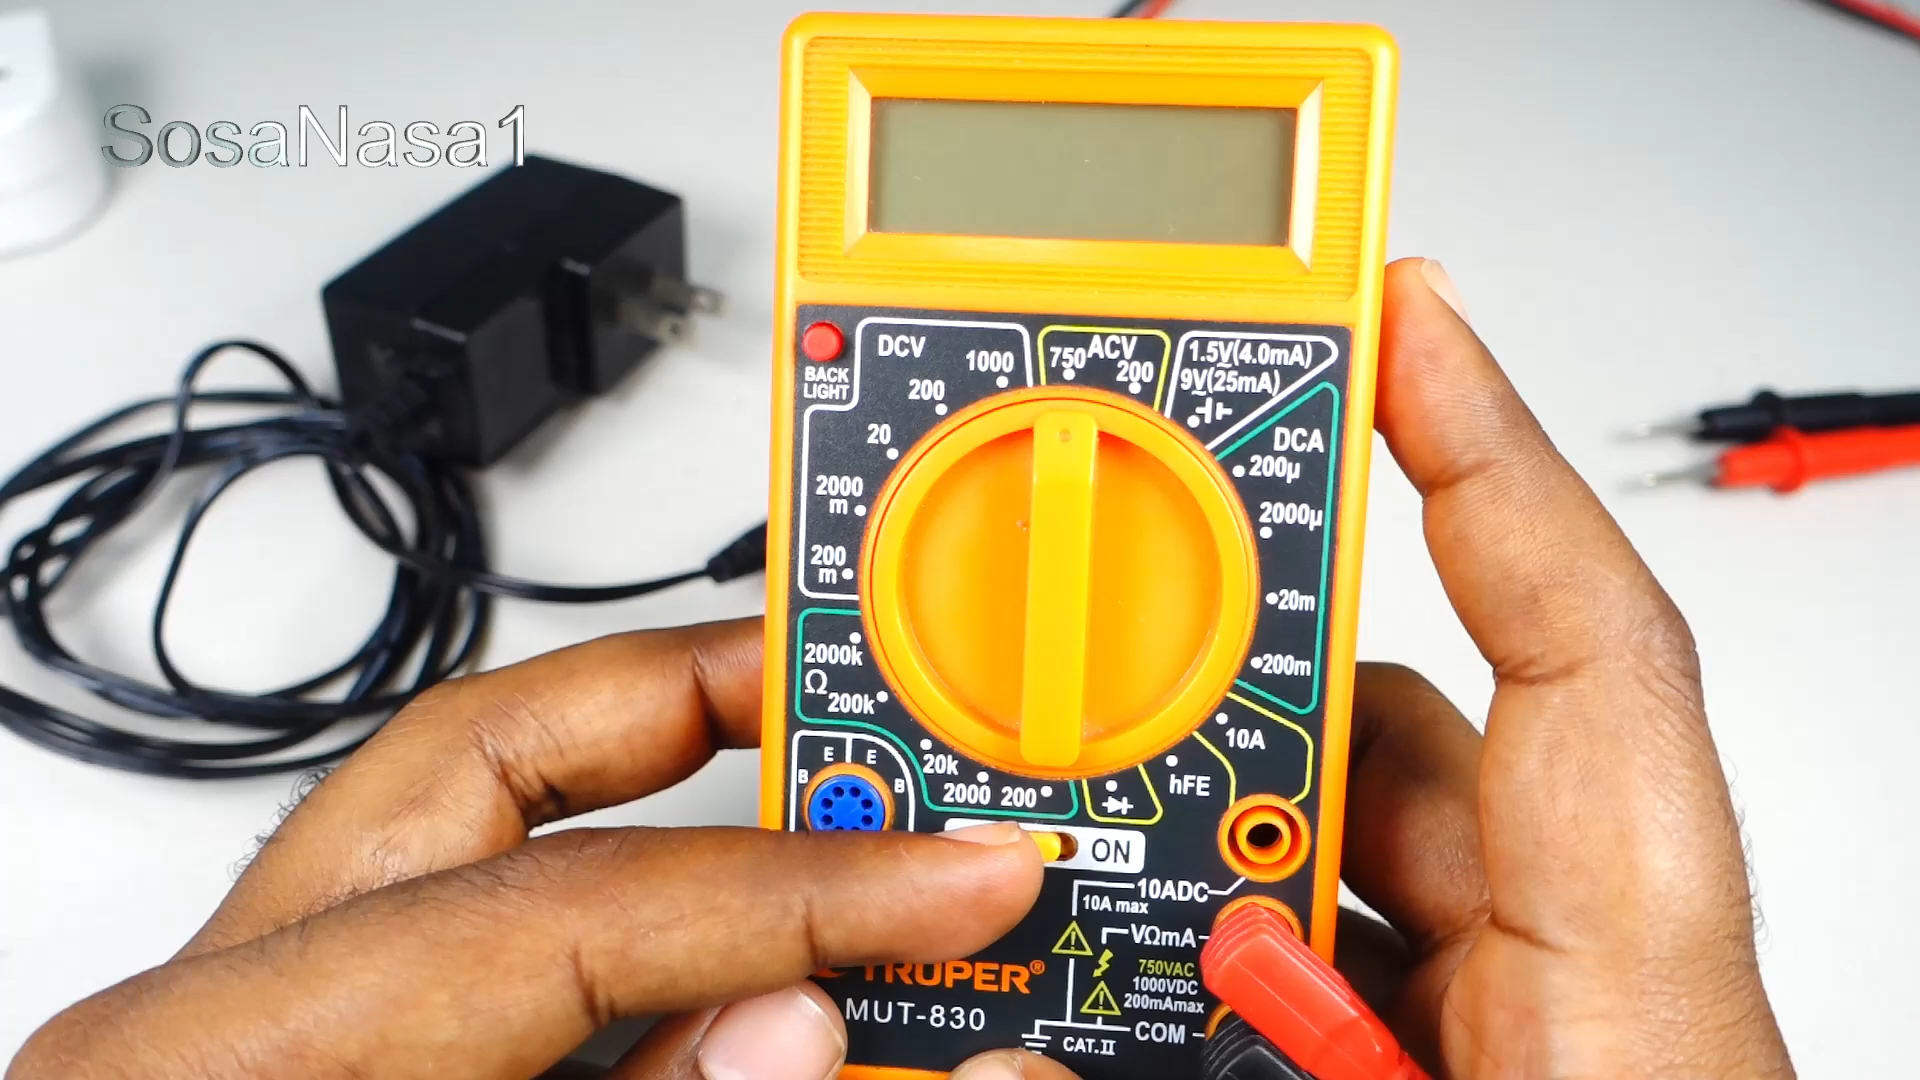 SosaNasa1
BACK
LIGHT
DCV
1000
200
20
2000
m
200
m
750
ACV
200
1.5V(4.0mA)
9V(25mA)
DCA
200µ
2000µ
20m
200m
10A
hFE
2000k
Ω
200k
20k
2000
200
E
E
B
B
ON
10ADC
10A max
VΩmA
750VAC
1000VDC
200mAmax
COM
CAT.II
TRUPER®
MUT-830